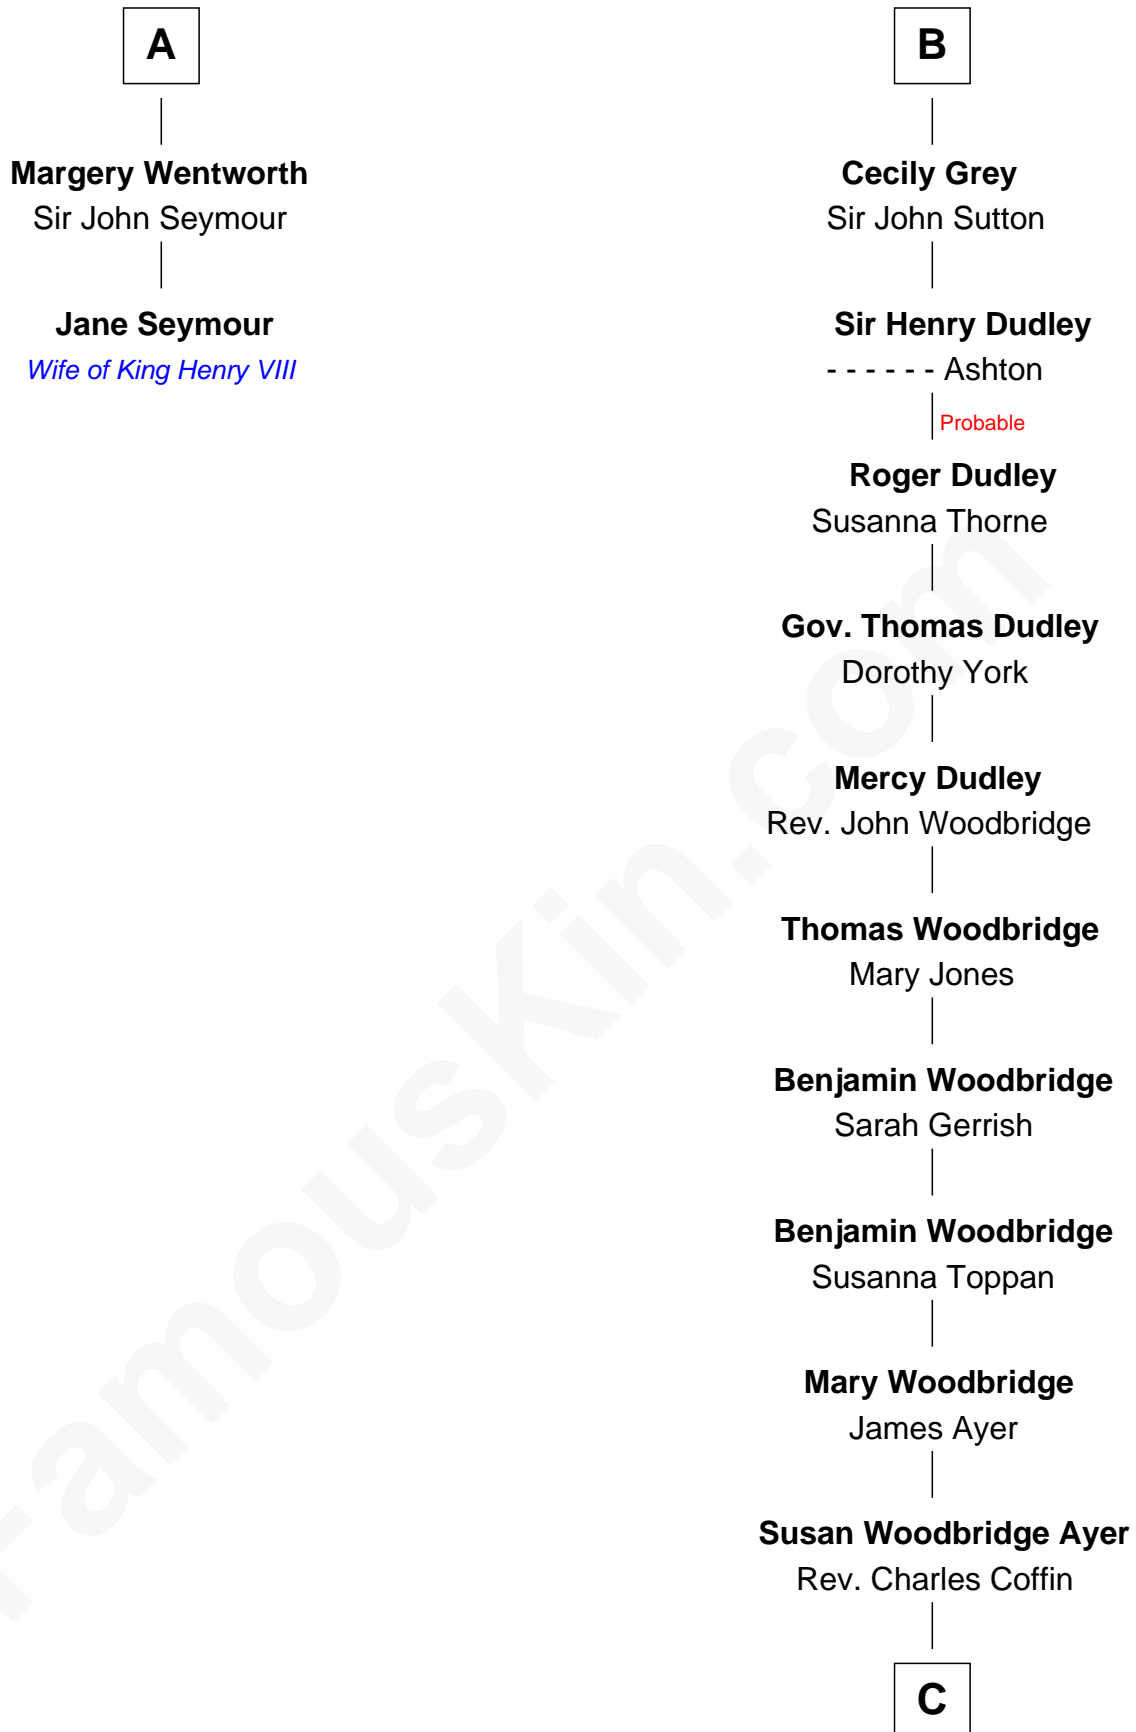 A
Margery Wentworth
Sir John Seymour
Jane Seymour
Wife of King Henry VIII
B
Cecily Grey
Sir John Sutton
Sir Henry Dudley
- - - - - - Ashton
Probable
Roger Dudley
Susanna Thorne
Gov. Thomas Dudley
Dorothy York
Mercy Dudley
Rev. John Woodbridge
Thomas Woodbridge
Mary Jones
Benjamin Woodbridge
Sarah Gerrish
Benjamin Woodbridge
Susanna Toppan
Mary Woodbridge
James Ayer
Susan Woodbridge Ayer
Rev. Charles Coffin
C
FamousKin.com